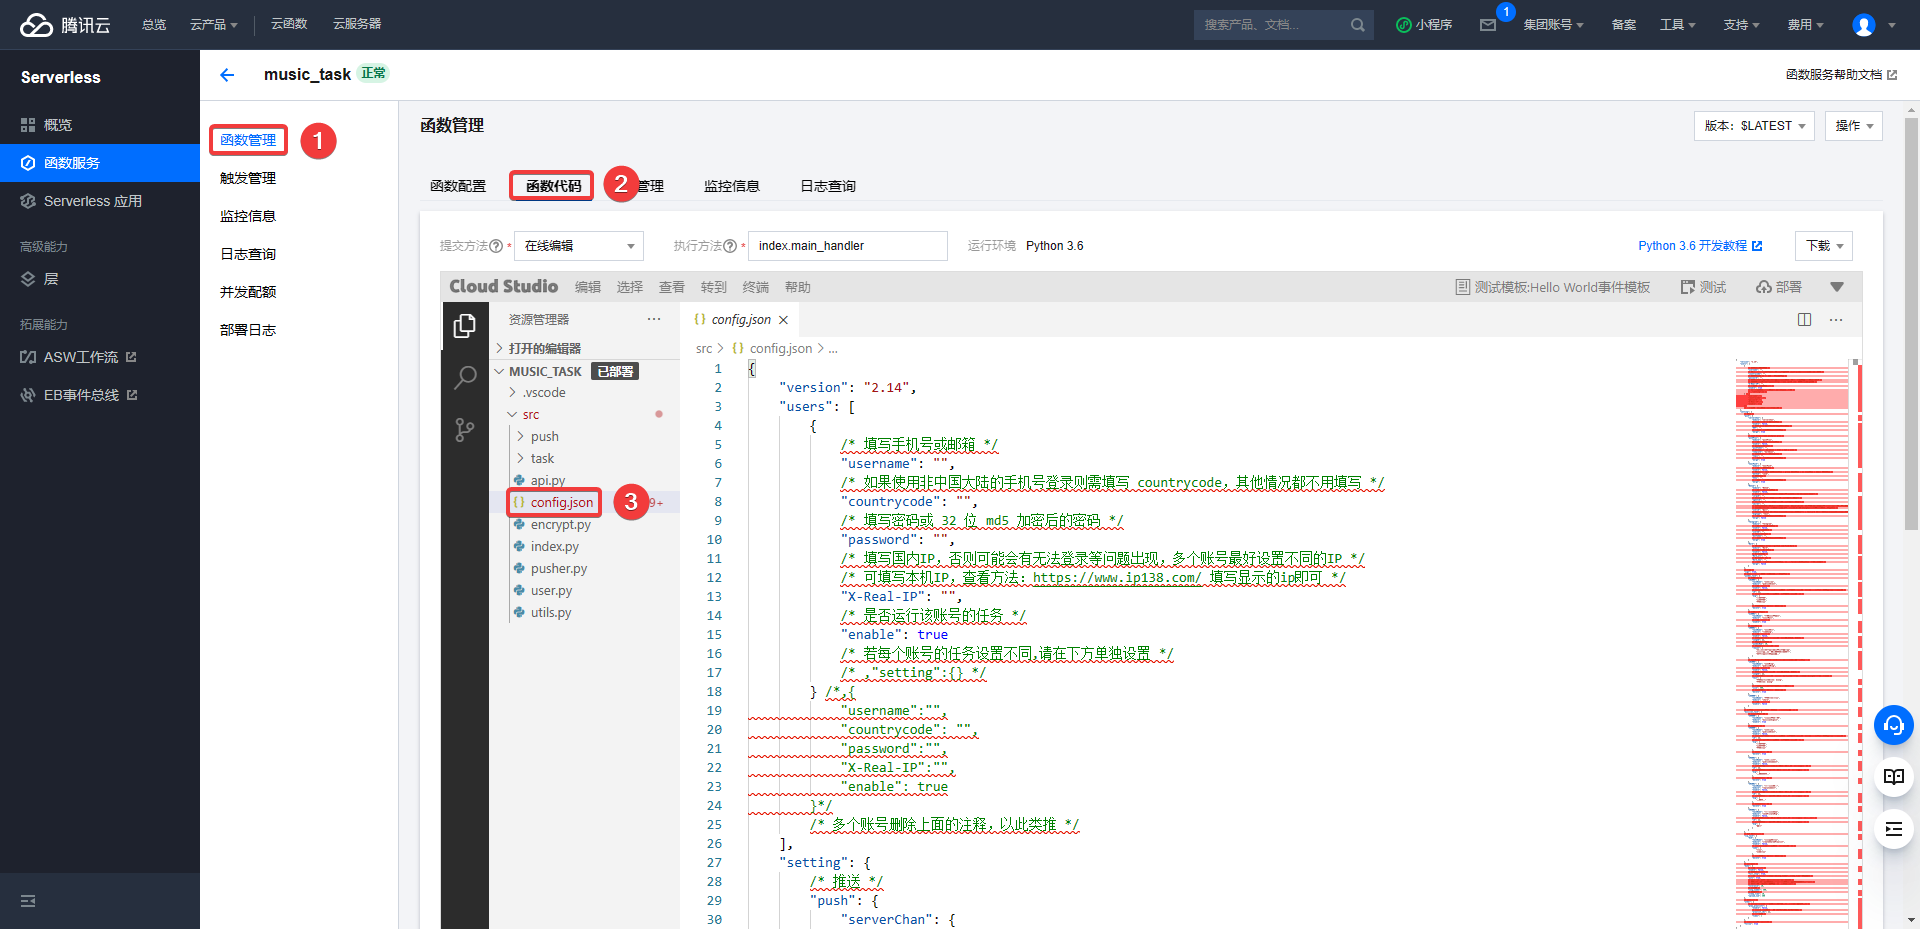 腾讯云 总览 云产品 云函数 云服务器 搜索产品、文档... 小程序 1 集团账号 备案 工具 支持 费用
Serverless
music_task 正常
函数服务帮助文档
概览
函数服务
Serverless 应用
高级能力
层
拓展能力
ASW工作流
EB事件总线
函数管理 1
触发管理
监控信息
日志查询
并发配额
部署日志
函数管理
版本：$LATEST 操作
函数配置 函数代码 2 管理 监控信息 日志查询
提交方法 * 在线编辑 执行方法 * index.main_handler 运行环境 Python 3.6 Python 3.6 开发教程 下载
Cloud Studio 编辑 选择 查看 转到 终端 帮助 测试模板:Hello World事件模板 测试 部署
资源管理器 ...
打开的编辑器
MUSIC_TASK 已部署
.vscode
src
push
task
api.py
{} config.json 3 9+
encrypt.py
index.py
pusher.py
user.py
utils.py
{} config.json
src > {} config.json > ...
1 {
2 "version": "2.14",
3 "users": [
4 {
5 /* 填写手机号或邮箱 */
6 "username": "",
7 /* 如果使用非中国大陆的手机号登录则需填写 countrycode，其他情况都不用填写 */
8 "countrycode": "",
9 /* 填写密码或 32 位 md5 加密后的密码 */
10 "password": "",
11 /* 填写国内IP，否则可能会有无法登录等问题出现，多个账号最好设置不同的IP */
12 /* 可填写本机IP，查看方法：https://www.ip138.com/ 填写显示的ip即可 */
13 "X-Real-IP": "",
14 /* 是否运行该账号的任务 */
15 "enable": true
16 /* 若每个账号的任务设置不同,请在下方单独设置 */
17 /* ,"setting":{} */
18 } /*,{
19 "username":"",
20 "countrycode": "",
21 "password":"",
22 "X-Real-IP":"",
23 "enable": true
24 }*/
25 /* 多个账号删除上面的注释，以此类推 */
26 ],
27 "setting": {
28 /* 推送 */
29 "push": {
30 "serverChan": {